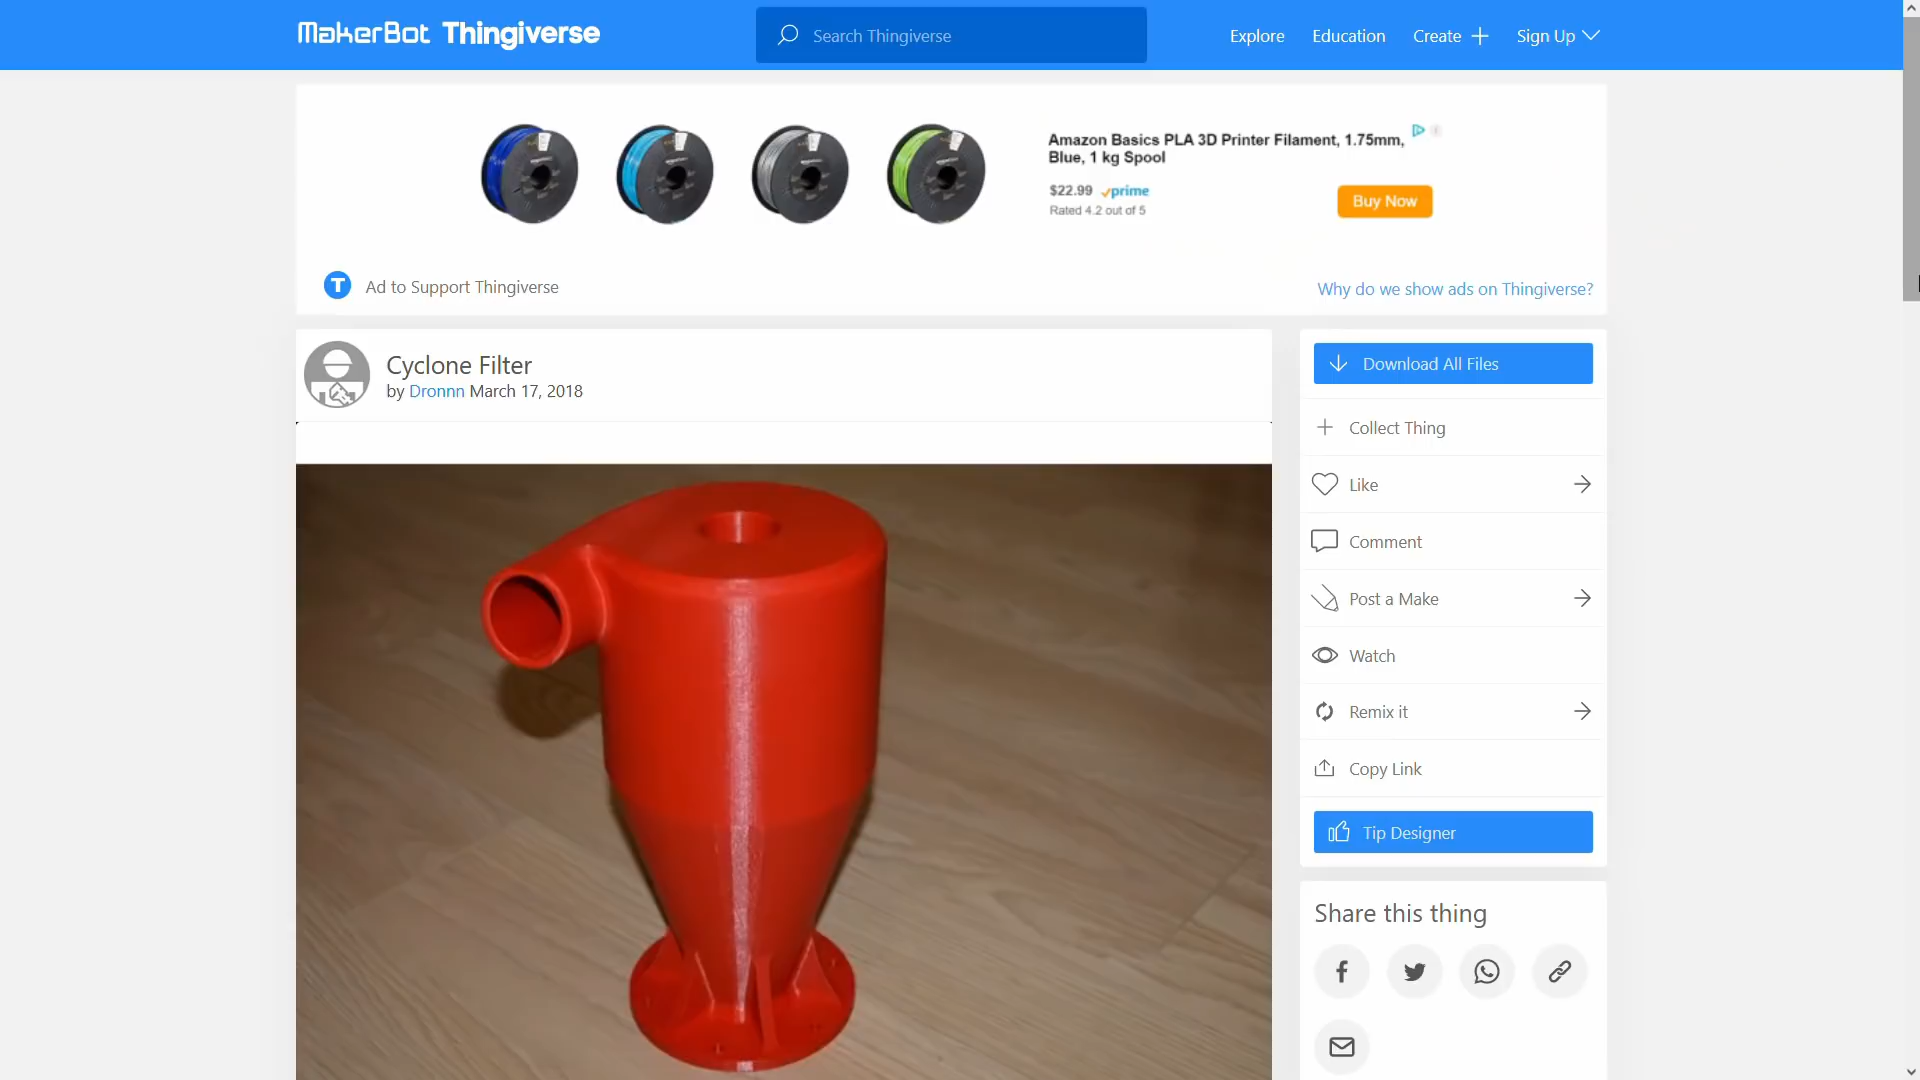 MakerBot Thingiverse
Search Thingiverse
Explore
Education
Create
Sign Up
Amazon Basics PLA 3D Printer Filament, 1.75mm,
Blue, 1 kg Spool
$22.99 prime
Rated 4.2 out of 5
Buy Now
T
Ad to Support Thingiverse
Why do we show ads on Thingiverse?
Cyclone Filter
by Dronnn March 17, 2018
Download All Files
Collect Thing
Like
Comment
Post a Make
Watch
Remix it
Copy Link
Tip Designer
Share this thing